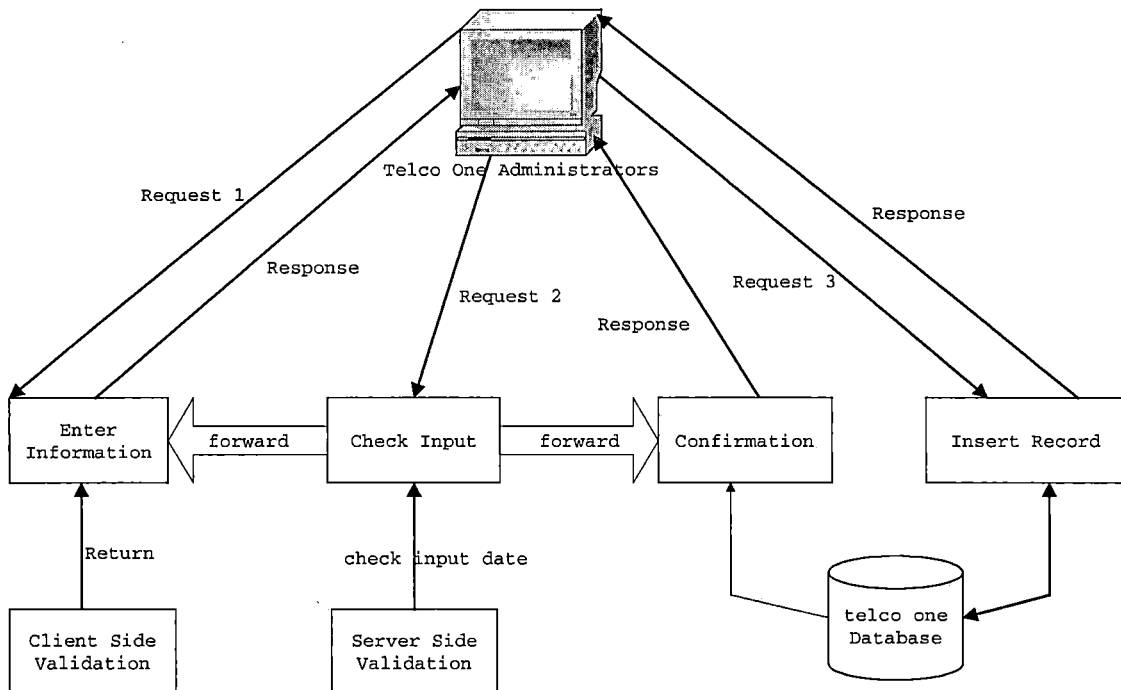 Telco One Administrators
Request 1
Response
Request 2
Response
Request 3
Response
Enter
Information
forward
Check Input
forward
Confirmation
Insert Record
Return
check input date
Client Side
Validation
Server Side
Validation
telco one
Database